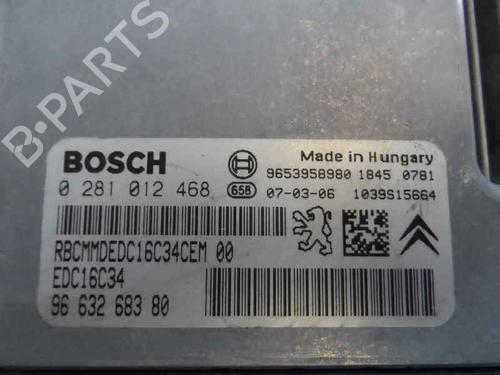 B-PARTS
BOSCH
Made in Hungary
9653958980 1845 0781
0 281 012 468 658 07-03-06 1039S15664
RBCMMDEDC16C34CEM 00
EDC16C34
96 632 683 80